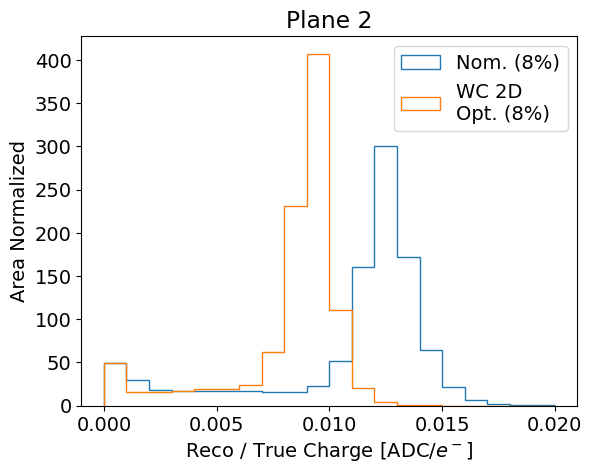 Plane 2
Nom. (8%)
WC 2D
Opt. (8%)
Area Normalized
400
350
300
250
200
150
100
50
0
0.000 0.005 0.010 0.015 0.020
Reco / True Charge [ADC/e⁻]